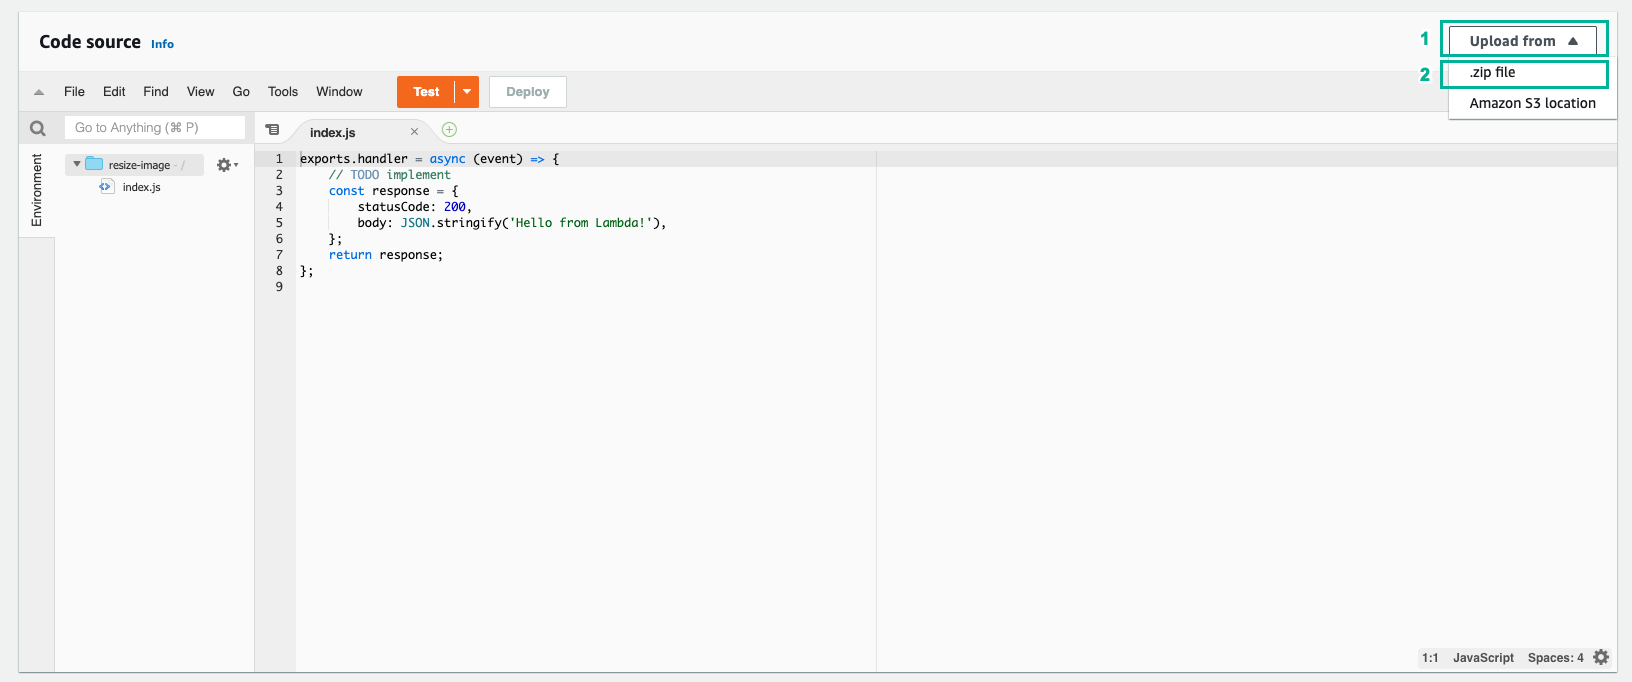 Code source Info
1 Upload from
File Edit Find View Go Tools Window Test Deploy
2 .zip file
Amazon S3 location
Go to Anything (⌘ P)
index.js
Environment
resize-image - /
index.js
1 exports.handler = async (event) => {
2 // TODO implement
3 const response = {
4 statusCode: 200,
5 body: JSON.stringify('Hello from Lambda!'),
6 };
7 return response;
8 };
9
1:1 JavaScript Spaces: 4